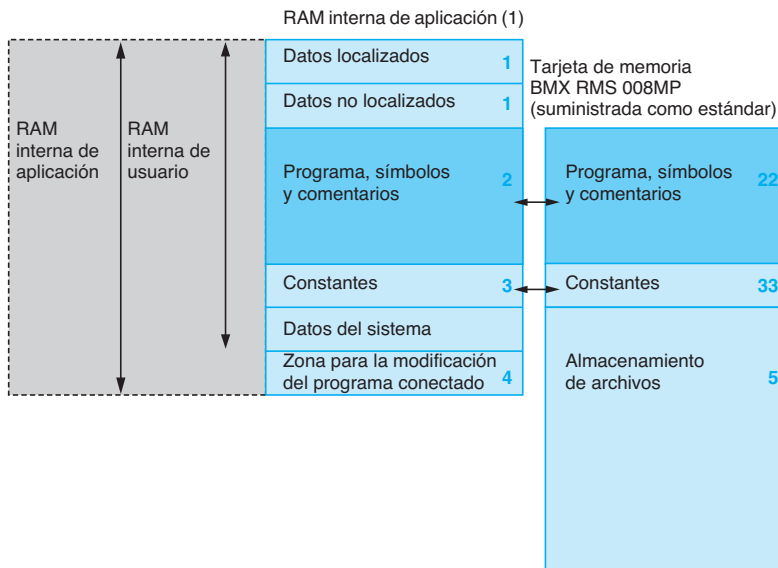 RAM interna de aplicación (1)
Datos localizados 1
Datos no localizados 1
Tarjeta de memoria
BMX RMS 008MP
(suministrada como estándar)
RAM
interna de
aplicación
RAM
interna de
usuario
Programa, símbolos
y comentarios
2
Programa, símbolos
y comentarios
22
Constantes 3
Constantes 33
Datos del sistema
Zona para la modificación
del programa conectado 4
Almacenamiento
de archivos
5